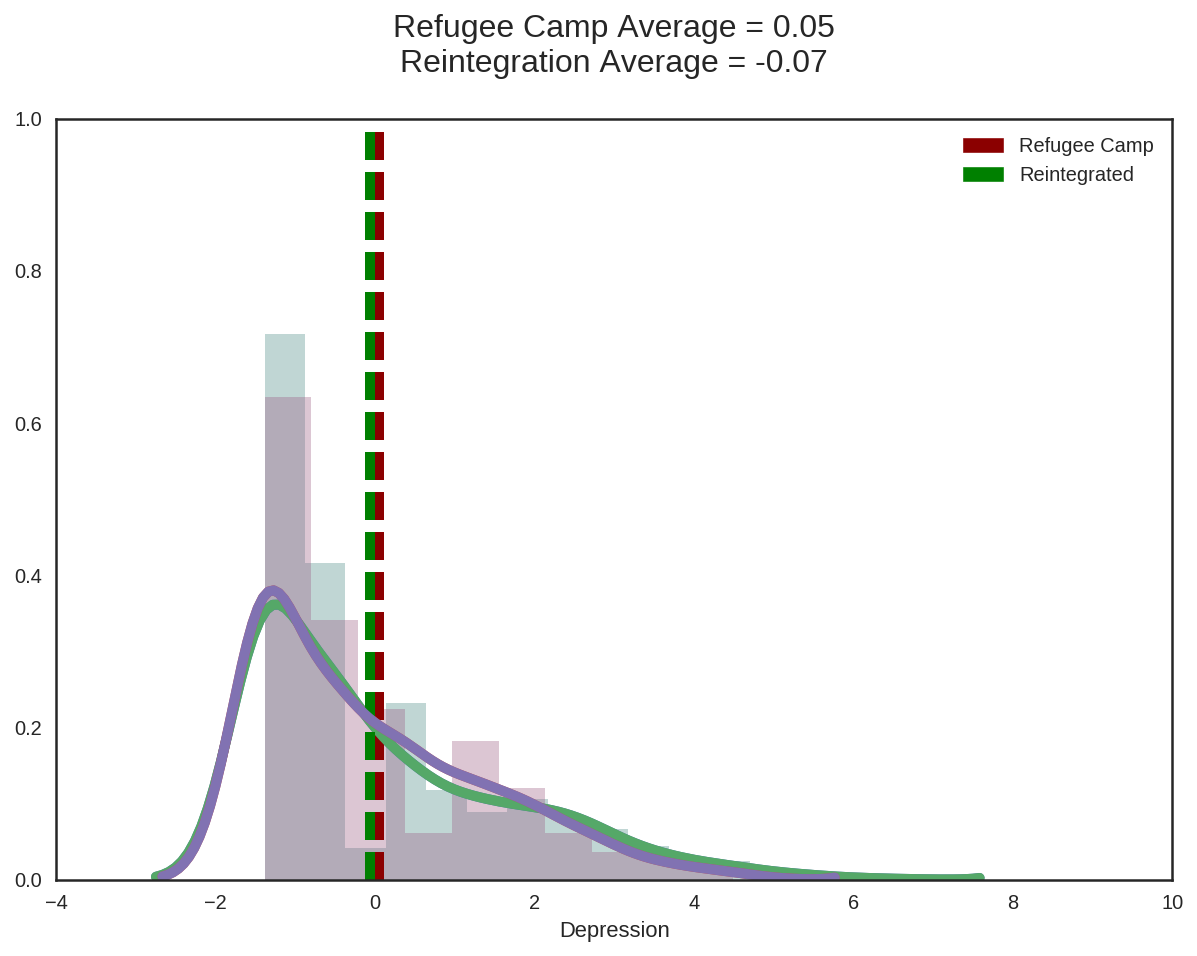 Refugee Camp Average = 0.05
Reintegration Average = -0.07
1.0
0.8
0.6
0.4
0.2
0.0
Refugee Camp
Reintegrated
−4
−2
0
2
4
6
8
10
Depression